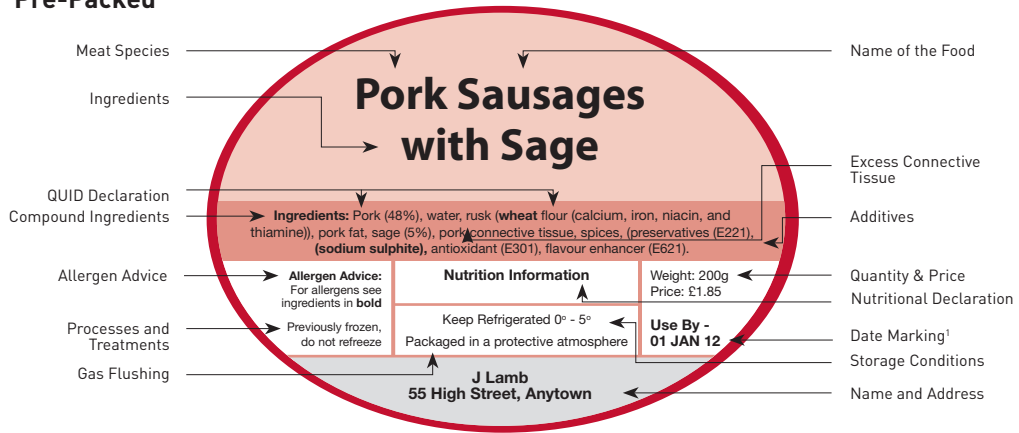 Pre-Packed
Meat Species
Name of the Food
Ingredients
Pork Sausages
with Sage
Excess Connective
Tissue
QUID Declaration
Compound Ingredients
Ingredients: Pork (48%), water, rusk (wheat flour (calcium, iron, niacin, and
thiamine)), pork fat, sage (5%), pork connective tissue, spices, (preservatives (E221),
(sodium sulphite), antioxidant (E301), flavour enhancer (E621).
Additives
Allergen Advice
Allergen Advice:
For allergens see
ingredients in bold
Nutrition Information
Weight: 200g
Price: £1.85
Quantity & Price
Nutritional Declaration
Processes and
Treatments
Previously frozen,
do not refreeze
Keep Refrigerated 0° - 5°
Packaged in a protective atmosphere
Use By -
01 JAN 12
Date Marking¹
Storage Conditions
Gas Flushing
J Lamb
55 High Street, Anytown
Name and Address